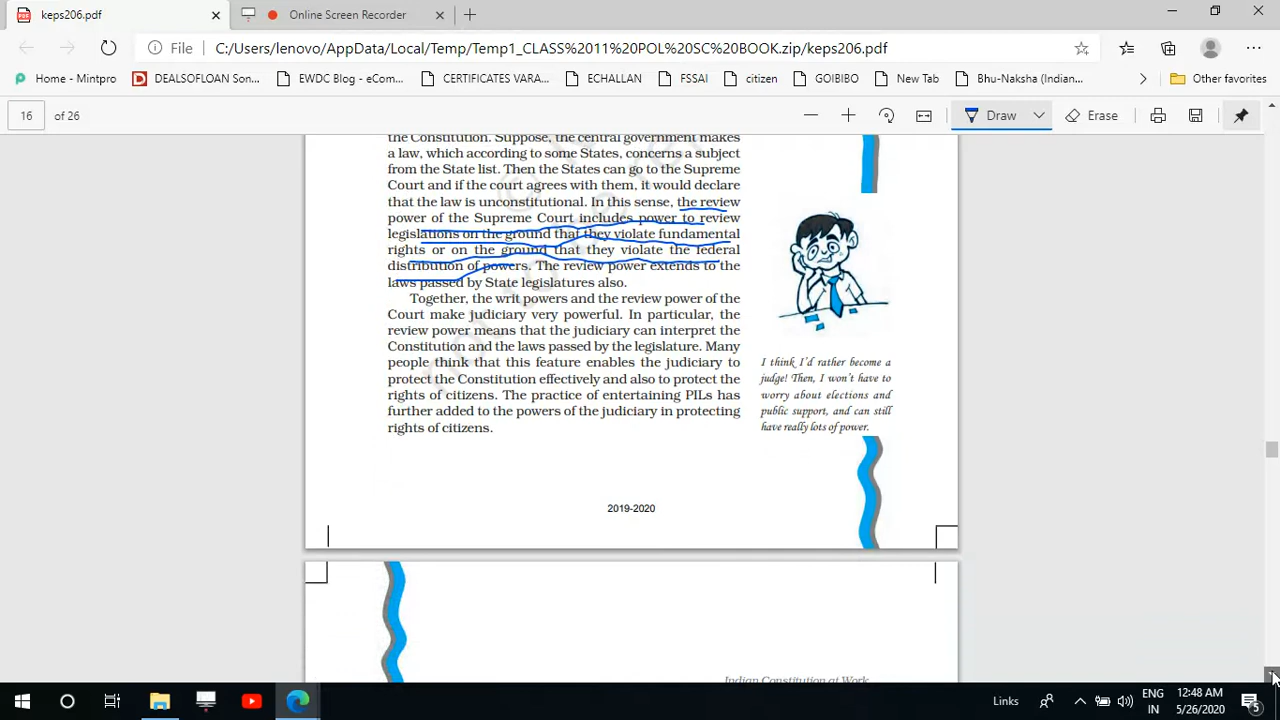 keps206.pdf
Online Screen Recorder
File
C:/Users/lenovo/AppData/Local/Temp/Temp1_CLASS%2011%20POL%20SC%20BOOK.zip/keps206.pdf
Home - Mintpro
DEALSOFLOAN Son...
EWDC Blog - eCom...
CERTIFICATES VARA...
ECHALLAN
FSSAI
citizen
GOIBIBO
New Tab
Bhu-Naksha (Indian...
Other favorites
16 of 26
Draw
Erase
the Constitution. Suppose, the central government makes
a law, which according to some States, concerns a subject
from the State list. Then the States can go to the Supreme
Court and if the court agrees with them, it would declare
that the law is unconstitutional. In this sense, the review
power of the Supreme Court includes power to review
legislations on the ground that they violate fundamental
rights or on the ground that they violate the federal
distribution of powers. The review power extends to the
laws passed by State legislatures also.
Together, the writ powers and the review power of the
Court make judiciary very powerful. In particular, the
review power means that the judiciary can interpret the
Constitution and the laws passed by the legislature. Many
people think that this feature enables the judiciary to
protect the Constitution effectively and also to protect the
rights of citizens. The practice of entertaining PILs has
further added to the powers of the judiciary in protecting
rights of citizens.
I think I'd rather become a
judge! Then, I won't have to
worry about elections and
public support, and can still
have really lots of power.
2019-2020
Indian Constitution at Work
Links
ENG
IN
12:48 AM
5/26/2020
5